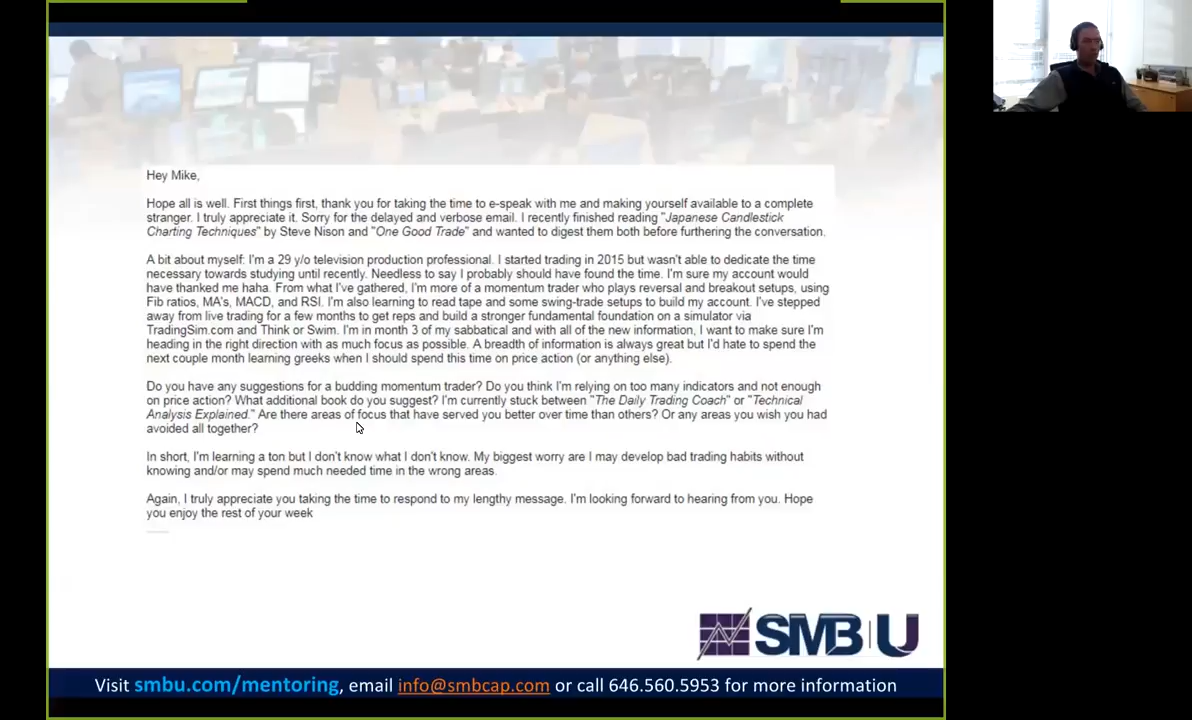 Hey Mike,
Hope all is well. First things first, thank you for taking the time to e-speak with me and making yourself available to a complete
stranger. I truly appreciate it. Sorry for the delayed and verbose email. I recently finished reading "Japanese Candlestick
Charting Techniques" by Steve Nison and "One Good Trade" and wanted to digest them both before furthering the conversation.
A bit about myself: I'm a 29 y/o television production professional. I started trading in 2015 but wasn't able to dedicate the time
necessary towards studying until recently. Needless to say I probably should have found the time. I'm sure my account would
have thanked me haha. From what I've gathered, I'm more of a momentum trader who plays reversal and breakout setups, using
Fib ratios, MA's, MACD, and RSI. I'm also learning to read tape and some swing-trade setups to build my account. I've stepped
away from live trading for a few months to get reps and build a stronger fundamental foundation on a simulator via
TradingSim.com and Think or Swim. I'm in month 3 of my sabbatical and with all of the new information, I want to make sure I'm
heading in the right direction with as much focus as possible. A breadth of information is always great but I'd hate to spend the
next couple month learning greeks when I should spend this time on price action (or anything else).
Do you have any suggestions for a budding momentum trader? Do you think I'm relying on too many indicators and not enough
on price action? What additional book do you suggest? I'm currently stuck between "The Daily Trading Coach" or "Technical
Analysis Explained." Are there areas of focus that have served you better over time than others? Or any areas you wish you had
avoided all together?
In short, I'm learning a ton but I don't know what I don't know. My biggest worry are I may develop bad trading habits without
knowing and/or may spend much needed time in the wrong areas.
Again, I truly appreciate you taking the time to respond to my lengthy message. I'm looking forward to hearing from you. Hope
you enjoy the rest of your week
SMB U
Visit smbu.com/mentoring, email info@smbcap.com or call 646.560.5953 for more information